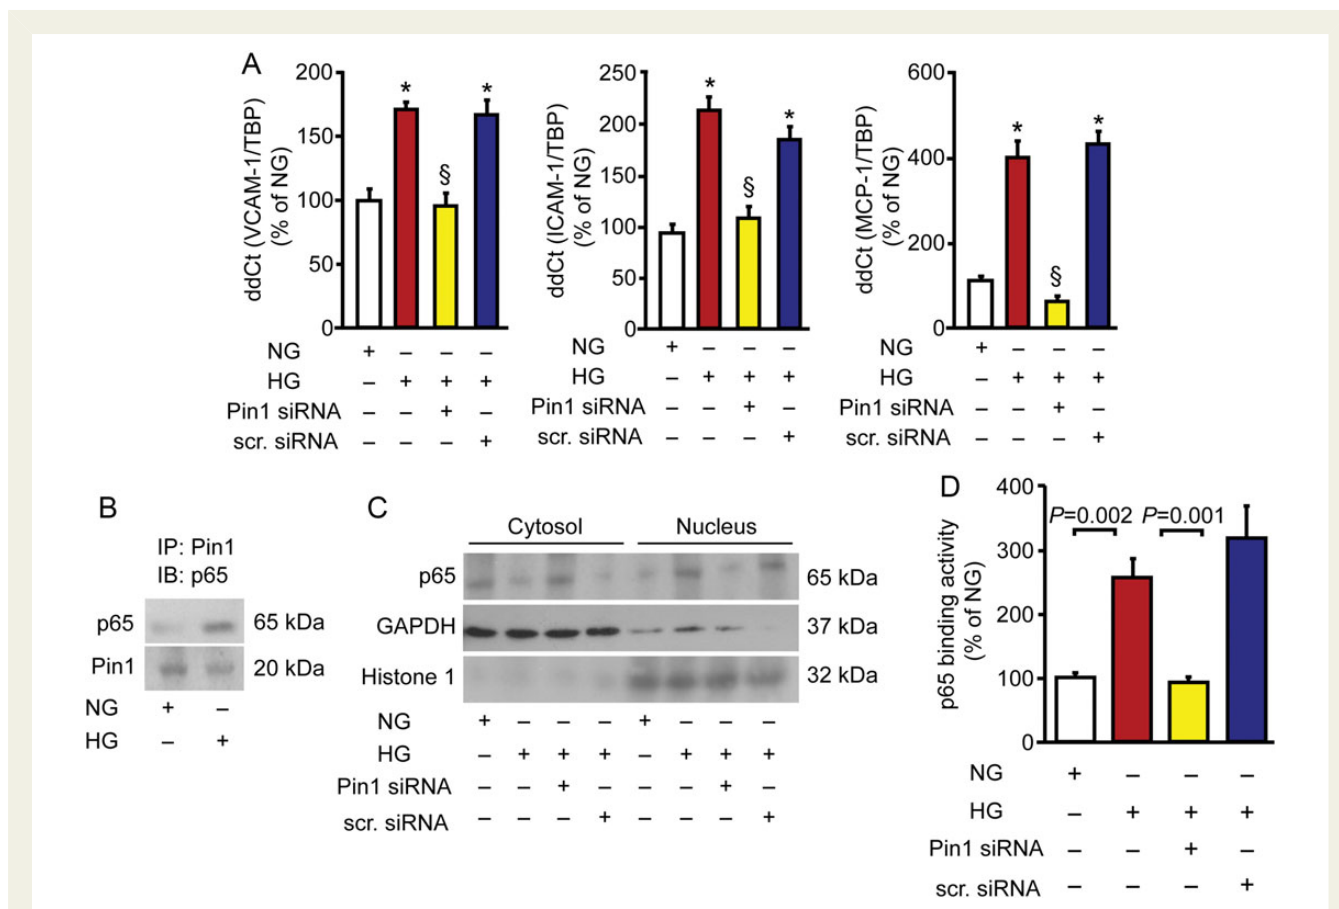 A
ddCt (VCAM-1/TBP)
(% of NG)
200
150
100
50
0
* § *
NG + – – –
HG – + + +
Pin1 siRNA – – + –
scr. siRNA – – – +
ddCt (ICAM-1/TBP)
(% of NG)
250
200
150
100
50
0
* § *
NG + – – –
HG – + + +
Pin1 siRNA – – + –
scr. siRNA – – – +
ddCt (MCP-1/TBP)
(% of NG)
600
400
200
0
* § *
NG + – – –
HG – + + +
Pin1 siRNA – – + –
scr. siRNA – – – +
B
IP: Pin1
IB: p65
p65 65 kDa
Pin1 20 kDa
NG + –
HG – +
C
Cytosol Nucleus
p65 65 kDa
GAPDH 37 kDa
Histone 1 32 kDa
NG + – – – + – – –
HG – + + + – + + +
Pin1 siRNA – – + – – – + –
scr. siRNA – – – + – – – +
D
p65 binding activity
(% of NG)
400
300
200
100
0
P=0.002 P=0.001
NG + – – –
HG – + + +
Pin1 siRNA – – + –
scr. siRNA – – – +